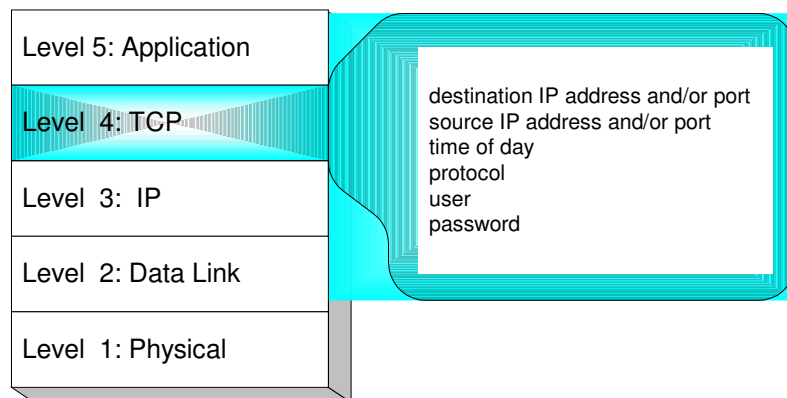 Level 5: Application
Level 4: TCP
Level 3: IP
Level 2: Data Link
Level 1: Physical
destination IP address and/or port
source IP address and/or port
time of day
protocol
user
password